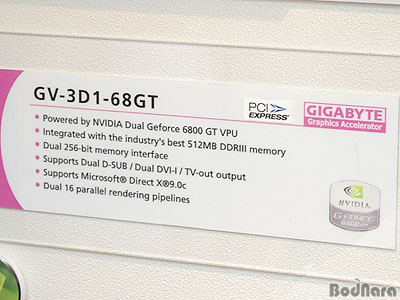 GV-3D1-68GT
PCI EXPRESS®
GIGABYTE
Graphics Accelerator
• Powered by NVIDIA Dual Geforce 6800 GT VPU
• Integrated with the industry's best 512MB DDRIII memory
• Dual 256-bit memory interface
• Supports Dual D-SUB / Dual DVI-I / TV-out output
• Supports Microsoft® Direct X®9.0c
• Dual 16 parallel rendering pipelines
NVIDIA
GEFORCE
6800 GT
BodNara